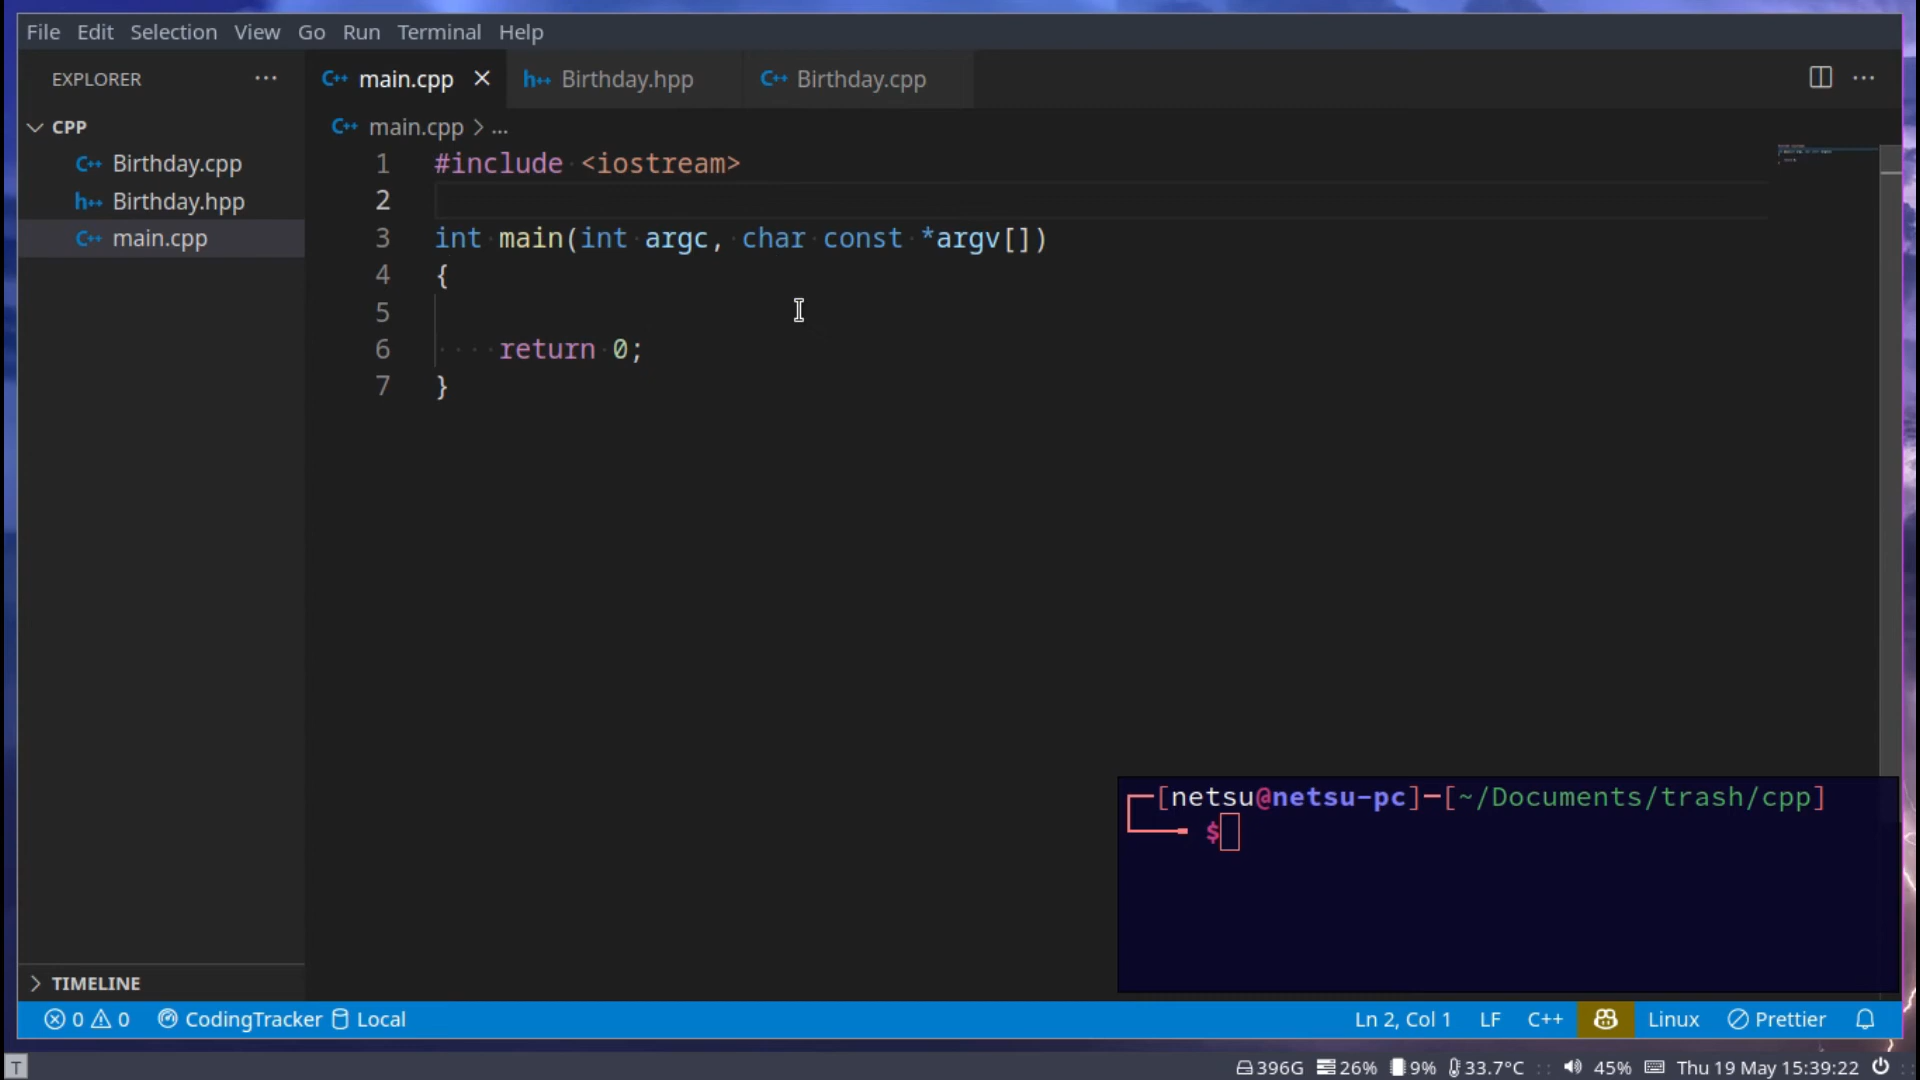 File Edit Selection View Go Run Terminal Help
EXPLORER ···
CPP
Birthday.cpp
Birthday.hpp
main.cpp
TIMELINE
main.cpp Birthday.hpp Birthday.cpp ···
main.cpp > ...
1 #include <iostream>
2
3 int main(int argc, char const *argv[])
4 {
5
6 return 0;
7 }
[netsu@netsu-pc]-[~/Documents/trash/cpp]
$
0 0 CodingTracker Local Ln 2, Col 1 LF C++ Linux Prettier
T 396G 26% 9% 33.7°C :: 45% Thu 19 May 15:39:22